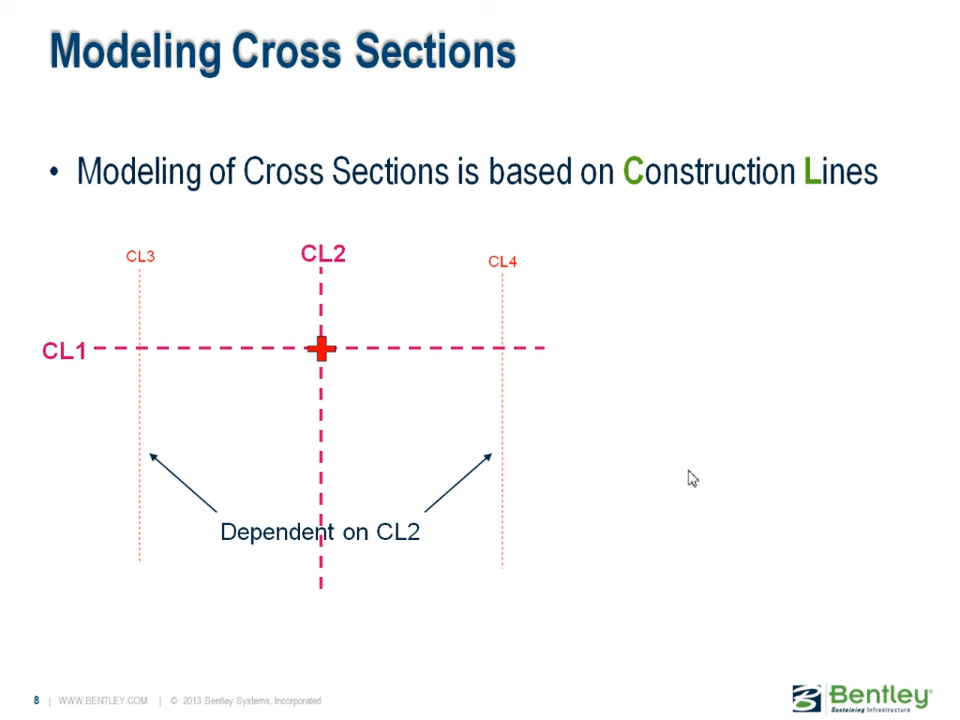 Modeling Cross Sections
• Modeling of Cross Sections is based on Construction Lines
CL3
CL2
CL4
CL1
Dependent on CL2
8 | WWW.BENTLEY.COM | © 2013 Bentley Systems, Incorporated
Bentley®
Sustaining Infrastructure